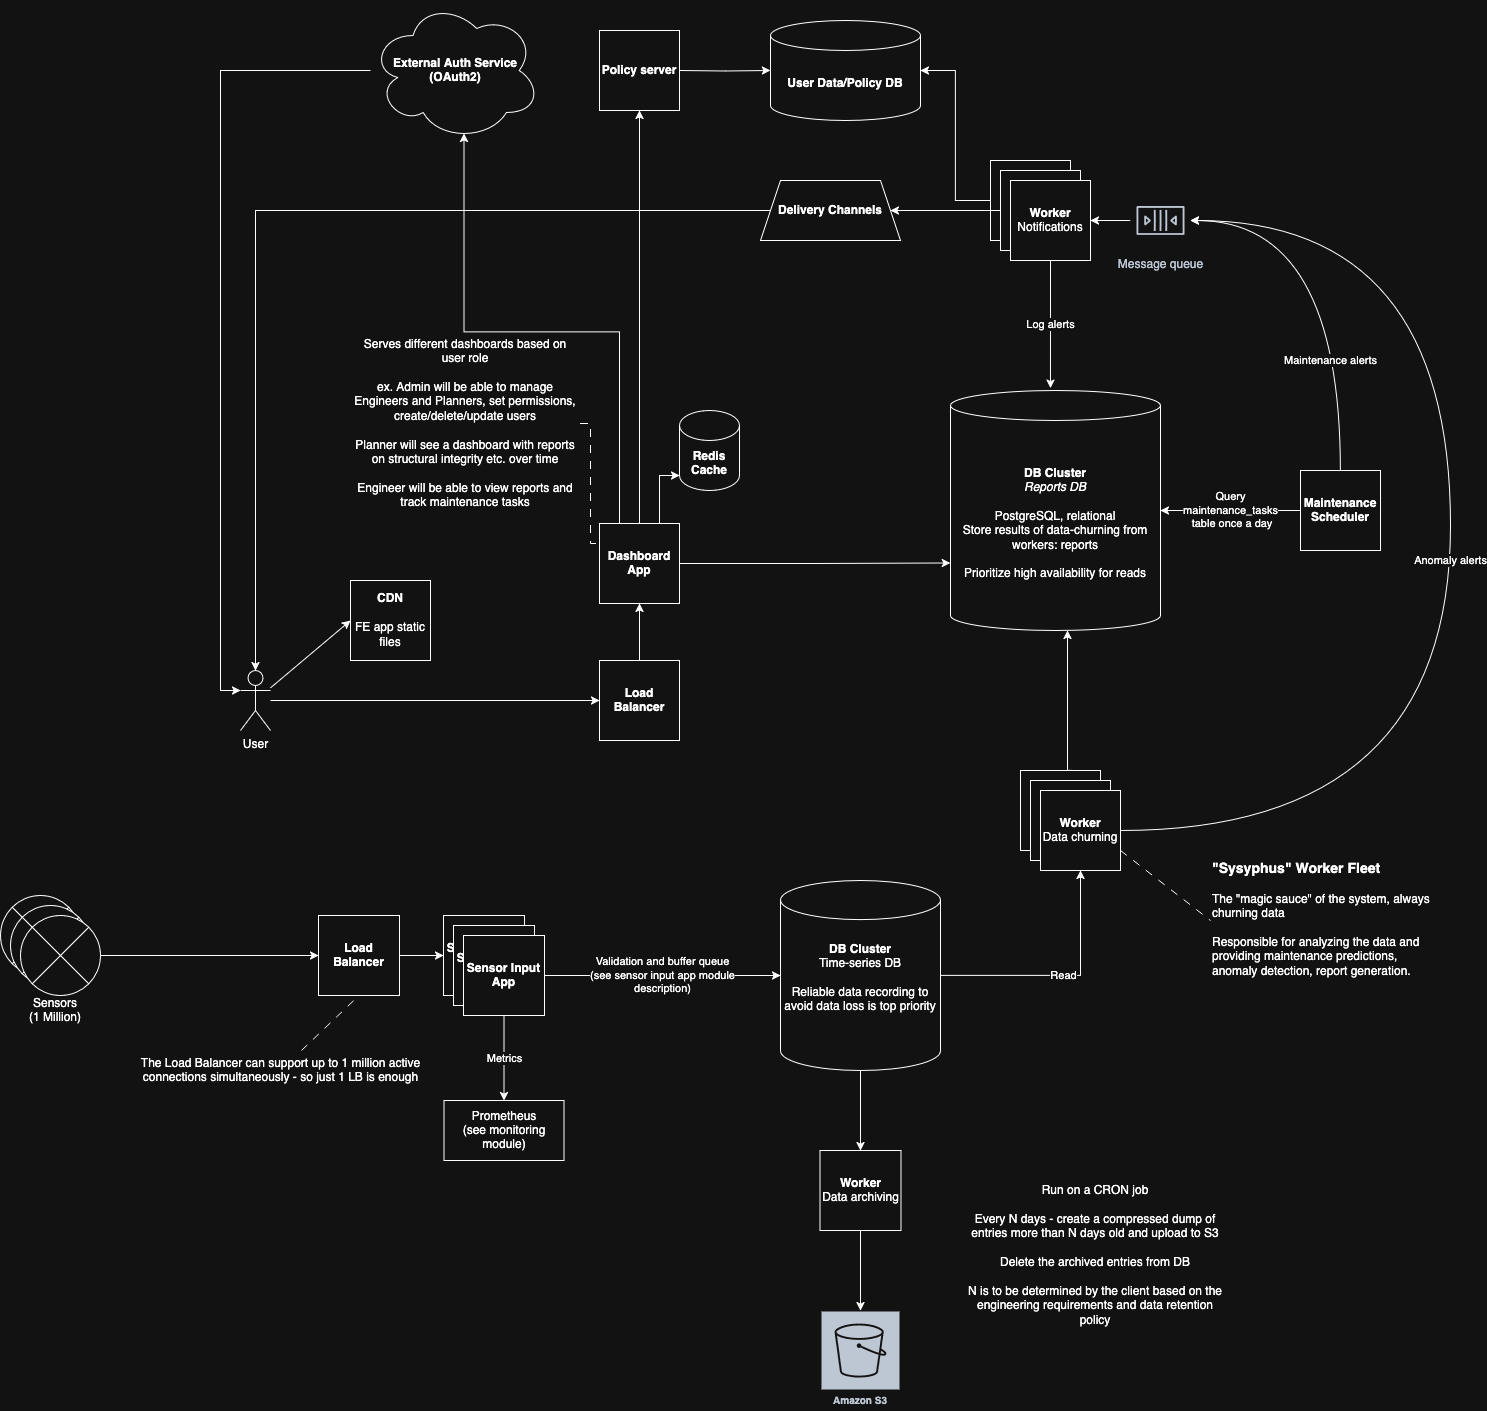 External Auth Service
(OAuth2)
Policy server
User Data/Policy DB
Delivery Channels
Worker
Notifications
Message queue
Log alerts
Maintenance alerts
Serves different dashboards based on
user role
ex. Admin will be able to manage
Engineers and Planners, set permissions,
create/delete/update users
Planner will see a dashboard with reports
on structural integrity etc. over time
Engineer will be able to view reports and
track maintenance tasks
Redis
Cache
DB Cluster
Reports DB
PostgreSQL, relational
Store results of data-churning from
workers: reports
Prioritize high availability for reads
Query
maintenance_tasks
table once a day
Maintenance
Scheduler
Anomaly alerts
Dashboard
App
CDN
FE app static
files
Load
Balancer
User
Worker
Data churning
"Sysyphus" Worker Fleet
The "magic sauce" of the system, always
churning data
Responsible for analyzing the data and
providing maintenance predictions,
anomaly detection, report generation.
Sensors
(1 Million)
Load
Balancer
S
S
Sensor Input
App
Validation and buffer queue
(see sensor input app module
description)
DB Cluster
Time-series DB
Reliable data recording to
avoid data loss is top priority
Read
The Load Balancer can support up to 1 million active
connections simultaneously - so just 1 LB is enough
Metrics
Prometheus
(see monitoring
module)
Worker
Data archiving
Run on a CRON job
Every N days - create a compressed dump of
entries more than N days old and upload to S3
Delete the archived entries from DB
N is to be determined by the client based on the
engineering requirements and data retention
policy
Amazon S3